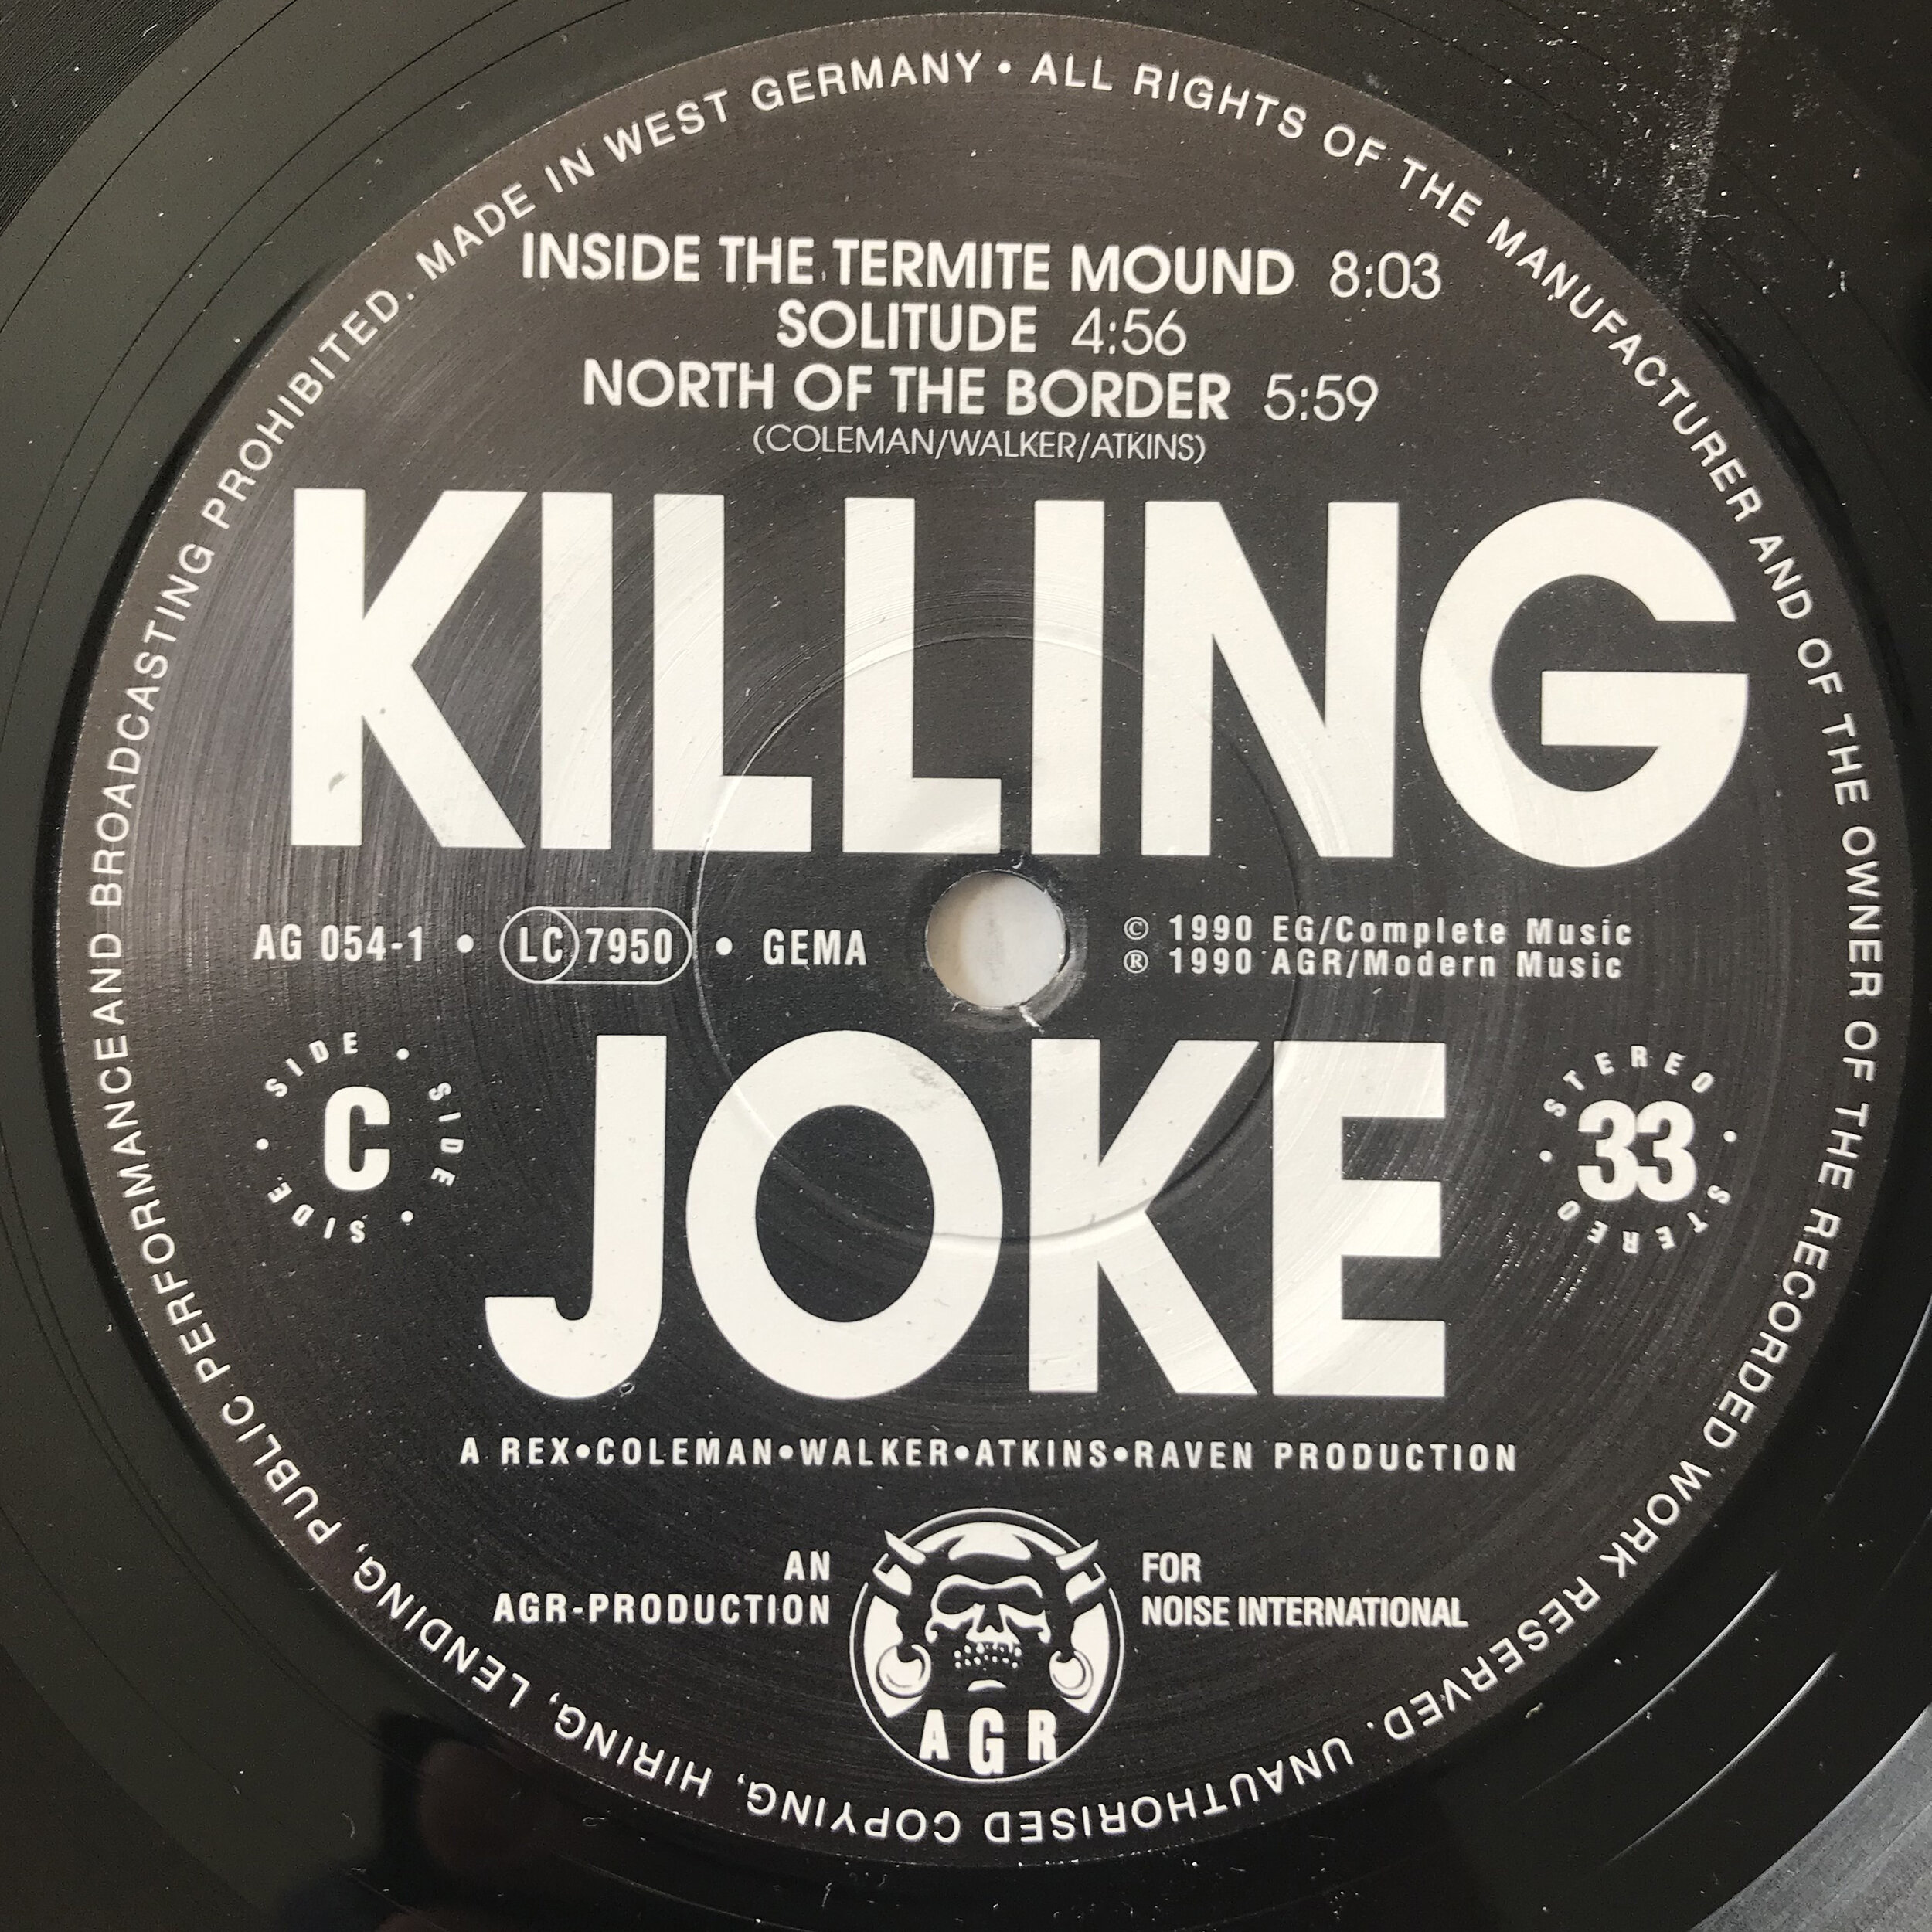 MADE IN WEST GERMANY • ALL RIGHTS OF THE MANUFACTURER AND OF THE OWNER OF THE RECORDED WORK RESERVED. UNAUTHORISED COPYING, HIRING, LENDING, PUBLIC PERFORMANCE AND BROADCASTING PROHIBITED.
INSIDE THE TERMITE MOUND 8:03
SOLITUDE 4:56
NORTH OF THE BORDER 5:59
(COLEMAN/WALKER/ATKINS)
KILLING
AG 054-1 • LC 7950 • GEMA
© 1990 EG/Complete Music
® 1990 AGR/Modern Music
SIDE • SIDE • SIDE •
C
JOKE
STEREO • STEREO •
33
A REX•COLEMAN•WALKER•ATKINS•RAVEN PRODUCTION
AN
AGR-PRODUCTION
AGR
FOR
NOISE INTERNATIONAL